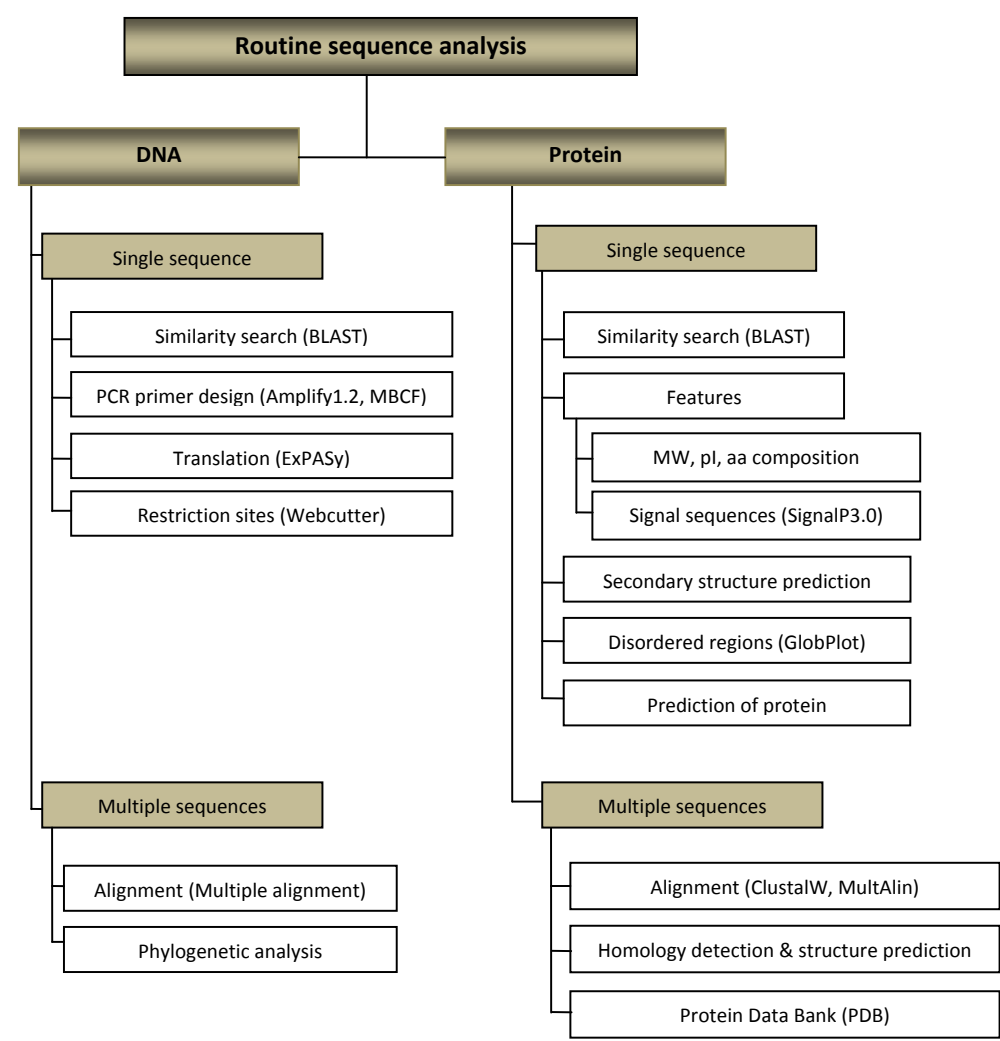 Routine sequence analysis
DNA
Protein
Single sequence
Similarity search (BLAST)
PCR primer design (Amplify1.2, MBCF)
Translation (ExPASy)
Restriction sites (Webcutter)
Multiple sequences
Alignment (Multiple alignment)
Phylogenetic analysis
Single sequence
Similarity search (BLAST)
Features
MW, pI, aa composition
Signal sequences (SignalP3.0)
Secondary structure prediction
Disordered regions (GlobPlot)
Prediction of protein
Multiple sequences
Alignment (ClustalW, MultAlin)
Homology detection & structure prediction
Protein Data Bank (PDB)